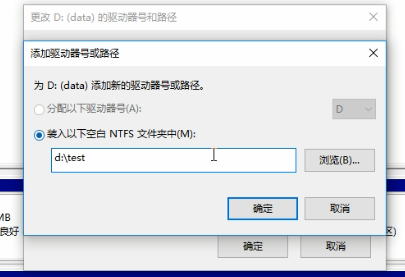 更改 D: (data) 的驱动器号和路径
添加驱动器号或路径
为 D: (data) 添加新的驱动器号或路径。
分配以下驱动器号(A):
D
装入以下空白 NTFS 文件夹中(M):
d:\test
浏览(B)...
确定
取消
MB
良好
区)
确定
取消